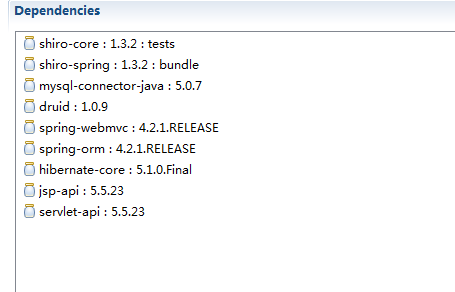 Dependencies
shiro-core : 1.3.2 : tests
shiro-spring : 1.3.2 : bundle
mysql-connector-java : 5.0.7
druid : 1.0.9
spring-webmvc : 4.2.1.RELEASE
spring-orm : 4.2.1.RELEASE
hibernate-core : 5.1.0.Final
jsp-api : 5.5.23
servlet-api : 5.5.23